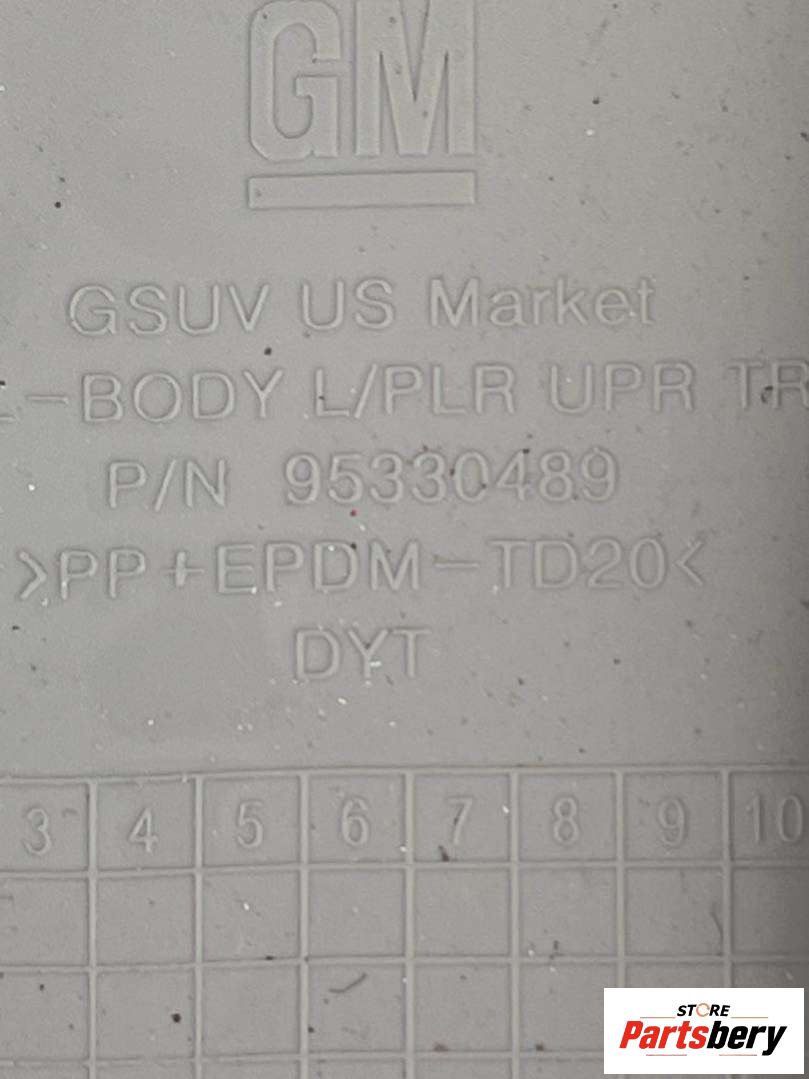 GM
GSUV US Market
-BODY L/PLR UPR TR
P/N 95330489
>PP+EPDM-TD20<
DYT
3 4 5 6 7 8 9 10
STORE
Partsbery